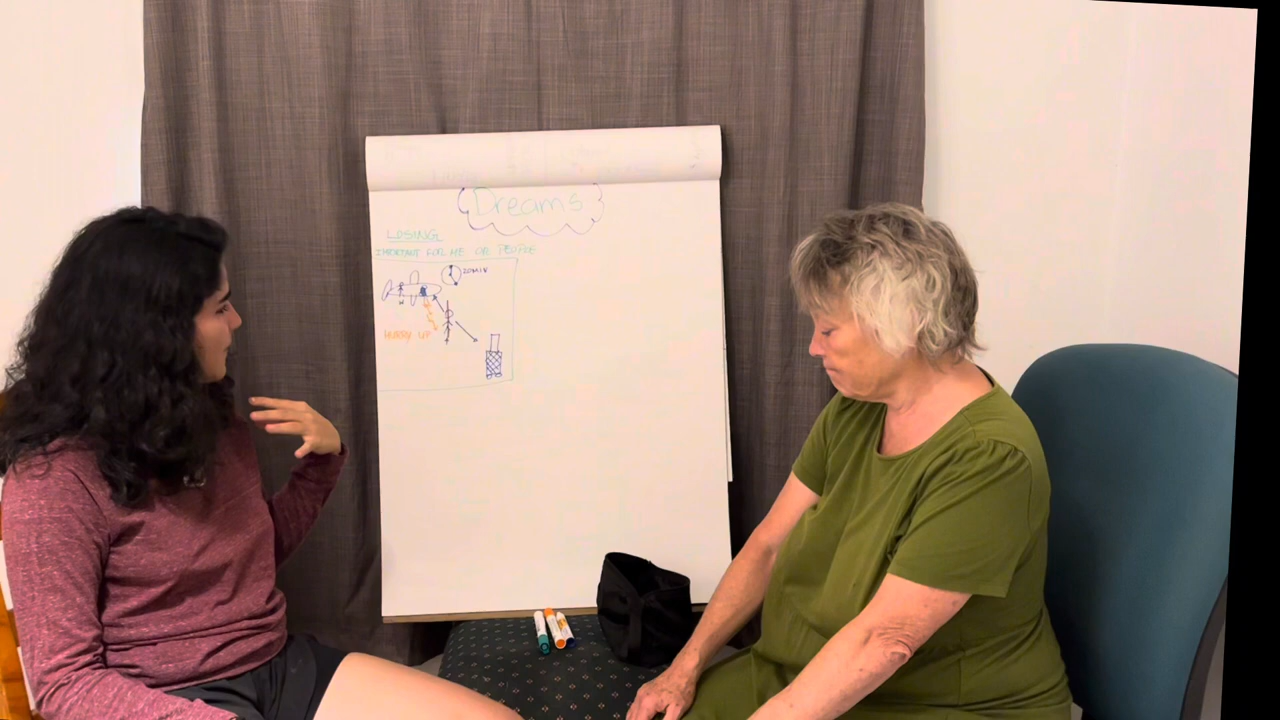 Dreams
LOSING
IMPORTANT FOR ME OR PEOPLE
20MIN
HURRY UP